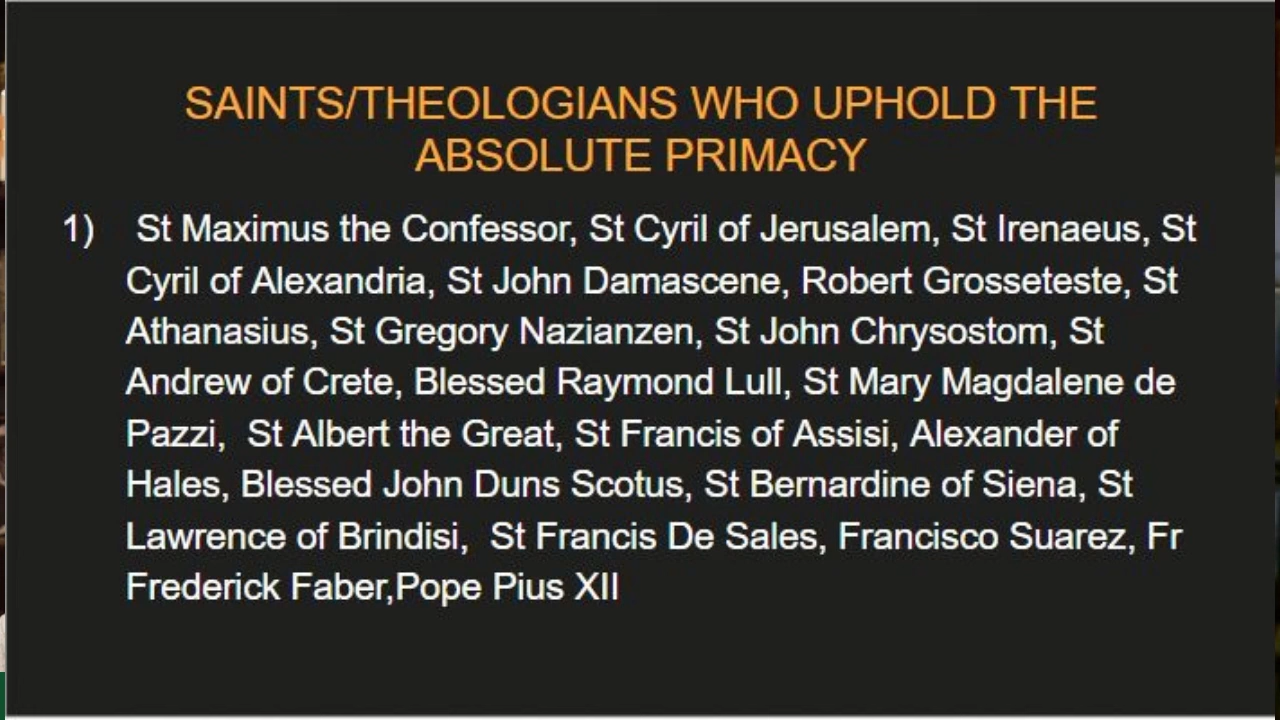 SAINTS/THEOLOGIANS WHO UPHOLD THE
ABSOLUTE PRIMACY
1) St Maximus the Confessor, St Cyril of Jerusalem, St Irenaeus, St
Cyril of Alexandria, St John Damascene, Robert Grosseteste, St
Athanasius, St Gregory Nazianzen, St John Chrysostom, St
Andrew of Crete, Blessed Raymond Lull, St Mary Magdalene de
Pazzi,  St Albert the Great, St Francis of Assisi, Alexander of
Hales, Blessed John Duns Scotus, St Bernardine of Siena, St
Lawrence of Brindisi,  St Francis De Sales, Francisco Suarez, Fr
Frederick Faber,Pope Pius XII